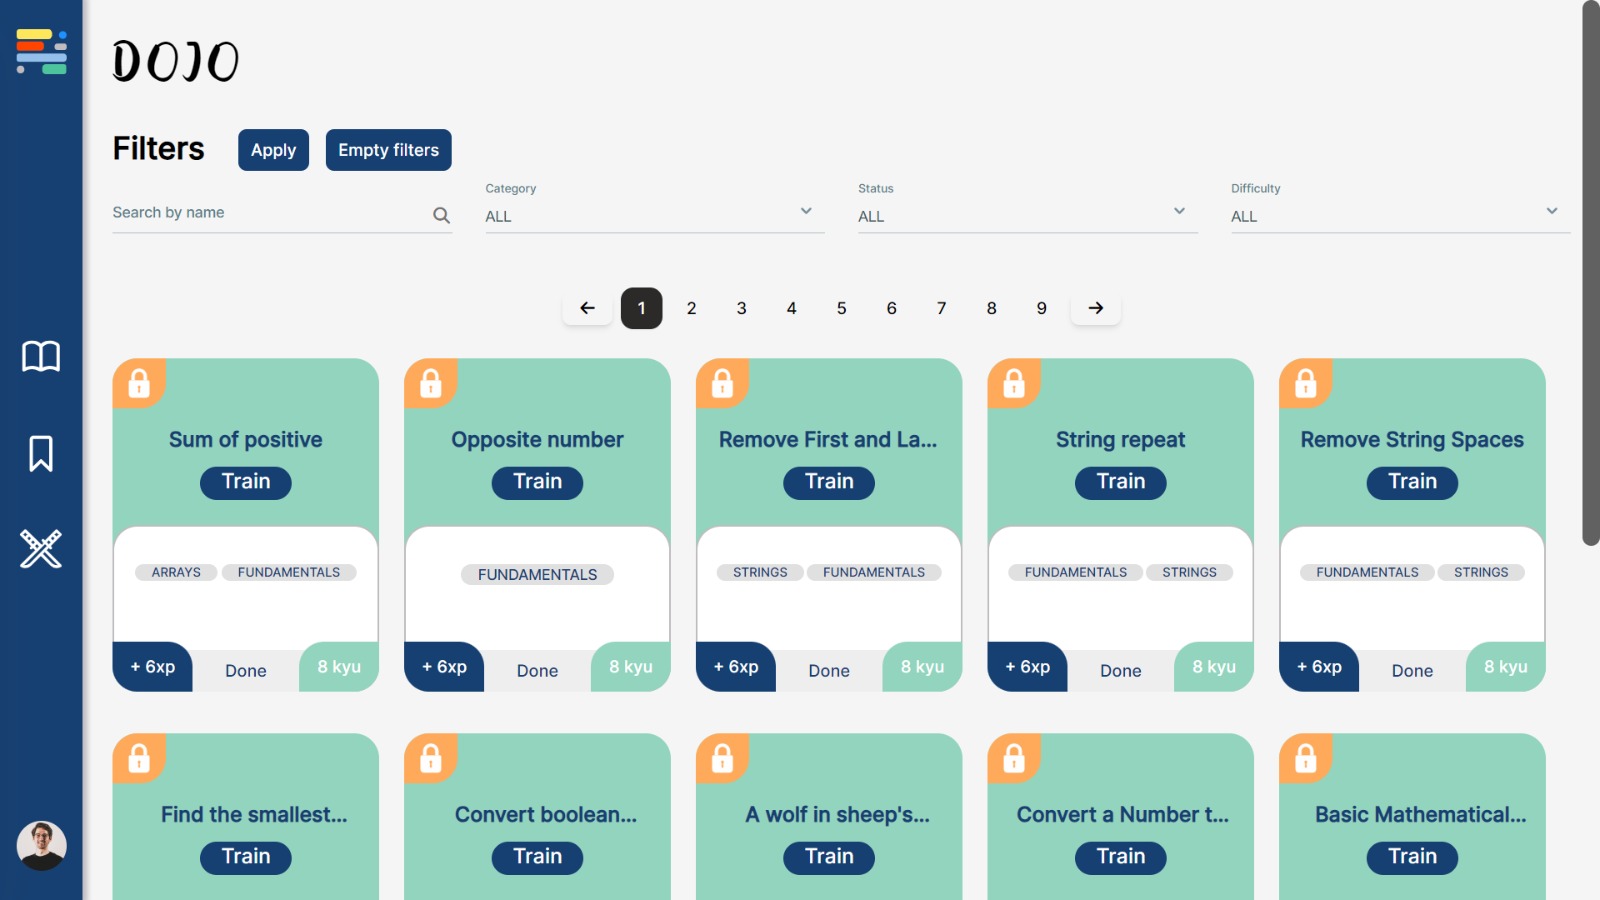 DOJO
Filters
Apply
Empty filters
Search by name
Category
ALL
Status
ALL
Difficulty
ALL
1 2 3 4 5 6 7 8 9
Sum of positive
Train
ARRAYS FUNDAMENTALS
+ 6xp Done 8 kyu
Opposite number
Train
FUNDAMENTALS
+ 6xp Done 8 kyu
Remove First and La...
Train
STRINGS FUNDAMENTALS
+ 6xp Done 8 kyu
String repeat
Train
FUNDAMENTALS STRINGS
+ 6xp Done 8 kyu
Remove String Spaces
Train
FUNDAMENTALS STRINGS
+ 6xp Done 8 kyu
Find the smallest...
Train
Convert boolean...
Train
A wolf in sheep's...
Train
Convert a Number t...
Train
Basic Mathematical...
Train